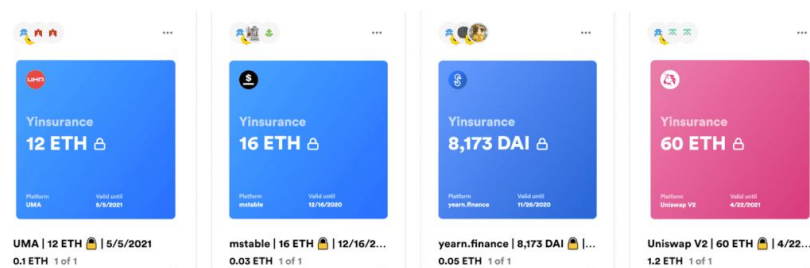 UMA
Yinsurance
12 ETH
Platform
UMA
Valid until
5/5/2021
UMA | 12 ETH 🔒 | 5/5/2021
0.1 ETH 1 of 1
$
Yinsurance
16 ETH
Platform
mstable
Valid until
12/16/2020
mstable | 16 ETH 🔒 | 12/16/2...
0.03 ETH 1 of 1
Yinsurance
8,173 DAI
Platform
yearn.finance
Valid until
11/26/2020
yearn.finance | 8,173 DAI 🔒 |...
0.05 ETH 1 of 1
Yinsurance
60 ETH
Platform
Uniswap V2
Valid until
4/22/2021
Uniswap V2 | 60 ETH 🔒 | 4/22...
1.2 ETH 1 of 1